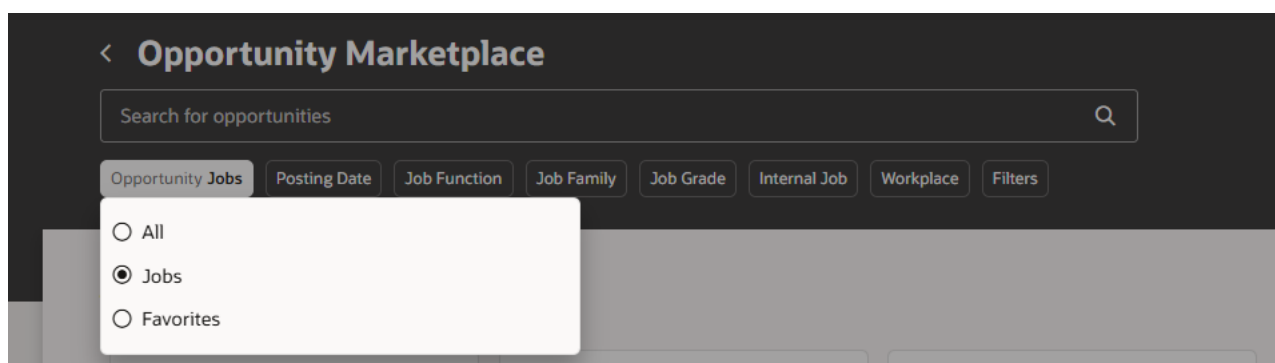 Opportunity Marketplace
Search for opportunities
Opportunity Jobs Posting Date Job Function Job Family Job Grade Internal Job Workplace Filters
All
Jobs
Favorites